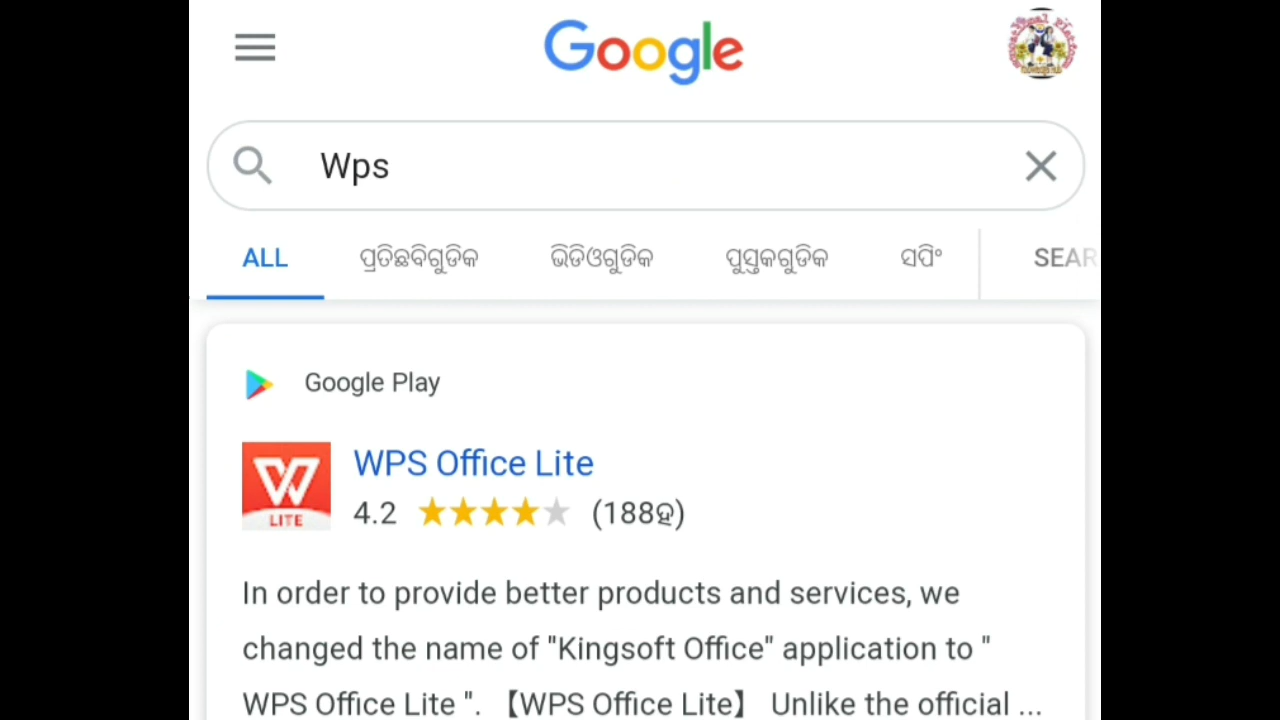 Google
Wps
ALL ପ୍ରତିଛବିଗୁଡିକ ଭିଡିଓଗୁଡିକ ପୁସ୍ତକଗୁଡିକ ସପିଂ SEAR
Google Play
WPS Office Lite
LITE
4.2 (188ହ)
In order to provide better products and services, we
changed the name of "Kingsoft Office" application to "
WPS Office Lite ". 【WPS Office Lite】 Unlike the official ...